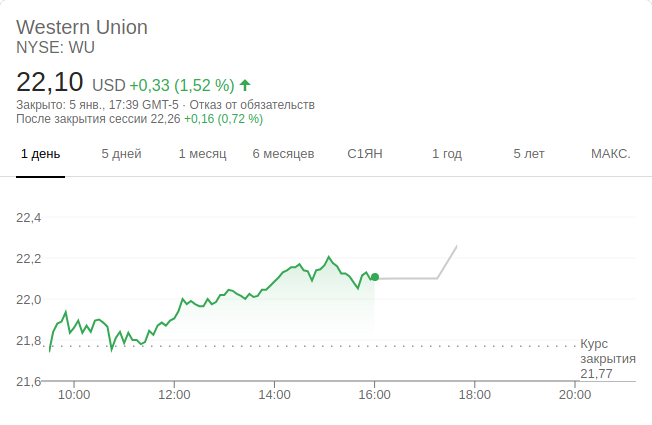 Western Union
NYSE: WU
22,10 USD +0,33 (1,52 %)
Закрыто: 5 янв., 17:39 GMT-5 · Отказ от обязательств
После закрытия сессии 22,26 +0,16 (0,72 %)
1 день 5 дней 1 месяц 6 месяцев С1ЯН 1 год 5 лет МАКС.
22,4
22,2
22,0
21,8
21,6
Курс
закрытия
21,77
10:00 12:00 14:00 16:00 18:00 20:00